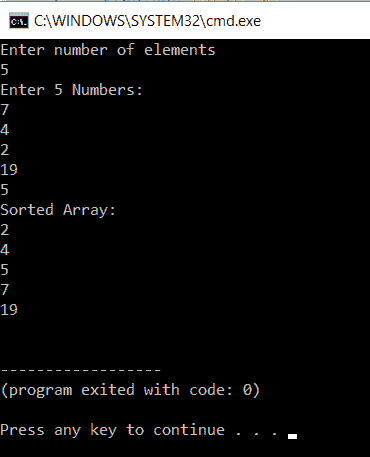 C:\WINDOWS\SYSTEM32\cmd.exe
Enter number of elements
5
Enter 5 Numbers:
7
4
2
19
5
Sorted Array:
2
4
5
7
19
------------------
(program exited with code: 0)
Press any key to continue . . .